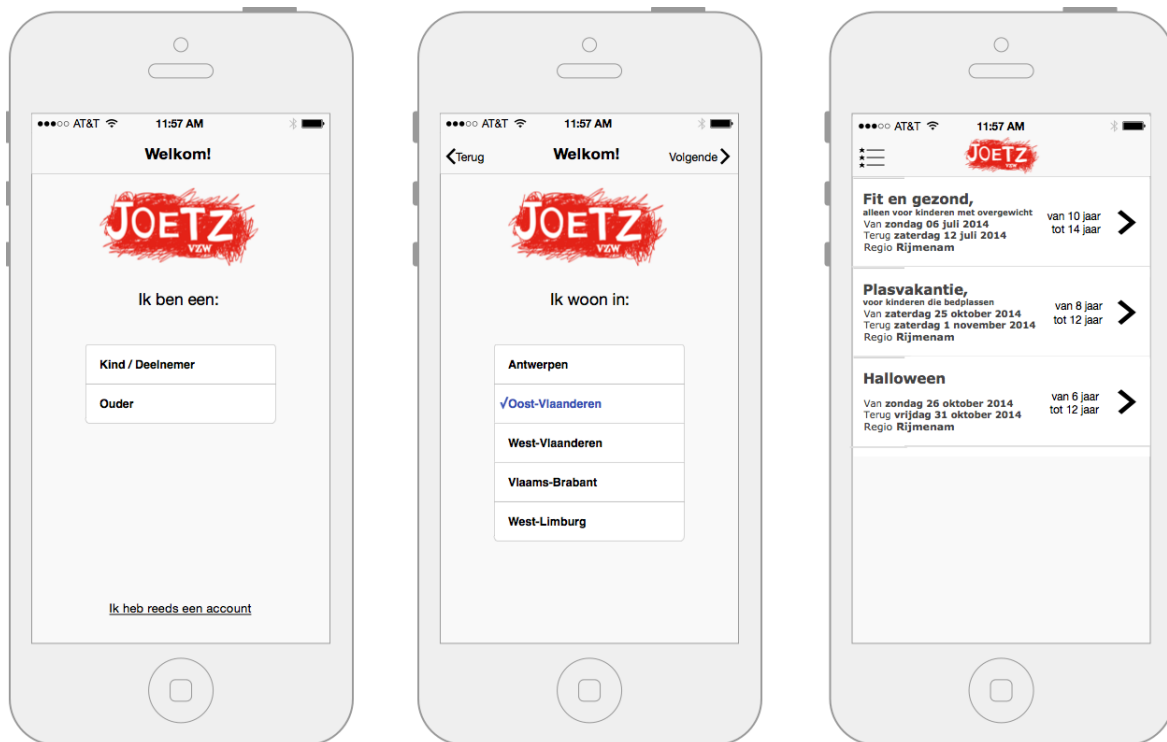 AT&T 11:57 AM
Welkom!
JOETZ
VZW
Ik ben een:
Kind / Deelnemer
Ouder
Ik heb reeds een account
AT&T 11:57 AM
Terug Welkom! Volgende
JOETZ
VZW
Ik woon in:
Antwerpen
√Oost-Vlaanderen
West-Vlaanderen
Vlaams-Brabant
West-Limburg
AT&T 11:57 AM
JOETZ
VZW
Fit en gezond,
alleen voor kinderen met overgewicht
Van zondag 06 juli 2014
Terug zaterdag 12 juli 2014
Regio Rijmenam
van 10 jaar
tot 14 jaar
Plasvakantie,
voor kinderen die bedplassen
Van zaterdag 25 oktober 2014
Terug zaterdag 1 november 2014
Regio Rijmenam
van 8 jaar
tot 12 jaar
Halloween
Van zondag 26 oktober 2014
Terug vrijdag 31 oktober 2014
Regio Rijmenam
van 6 jaar
tot 12 jaar